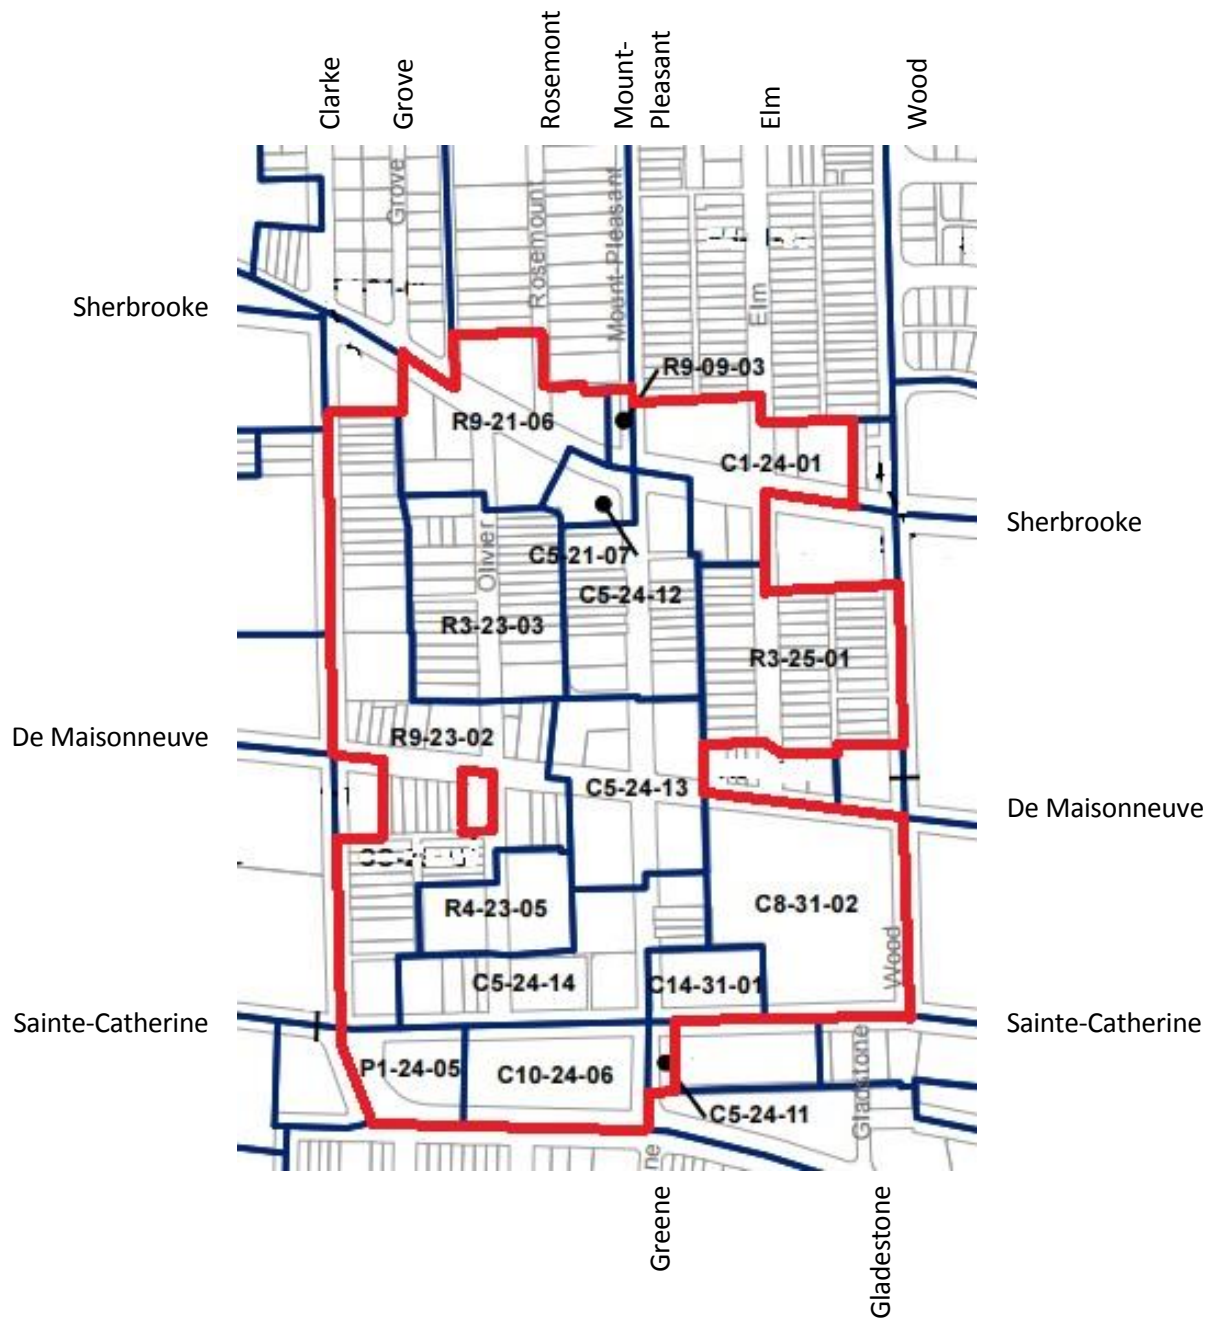 Clarke
Grove
Rosemont
Mount-
Pleasant
Elm
Wood
Grove
Rosemount
Mount-Pleasant
Elm
Sherbrooke
R9-09-03
R9-21-06
C1-24-01
Sherbrooke
Olivier
C5-21-07
C5-24-12
R3-23-03
R3-25-01
De Maisonneuve
R9-23-02
C5-24-13
De Maisonneuve
R4-23-05
C8-31-02
Wood
C5-24-14
C14-31-01
Sainte-Catherine
Sainte-Catherine
P1-24-05
C10-24-06
C5-24-11
Gladstone
ne
Greene
Gladestone